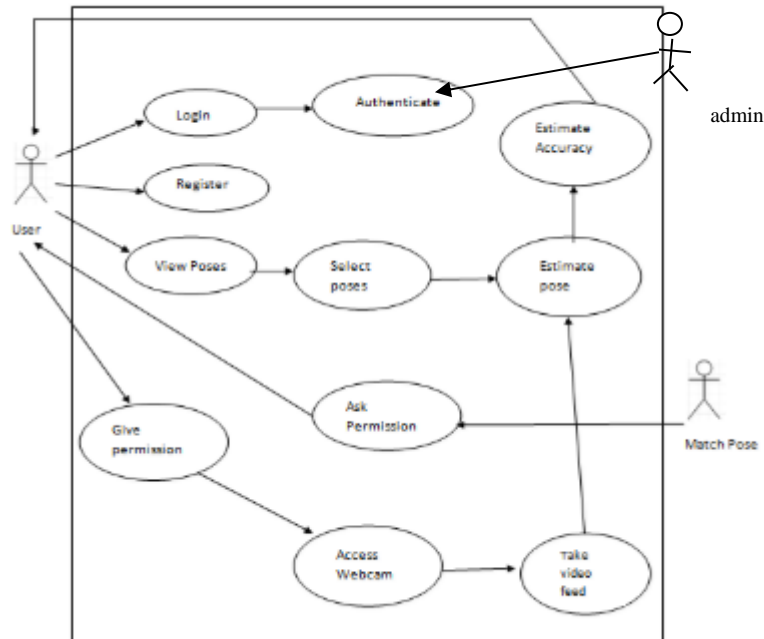 admin
Authenticate
LogIn
Estimate
Accuracy
Register
User
View Poses
Select
poses
Estimate
pose
Ask
Permission
Give
permission
Match Pose
Access
Webcam
Take
video
feed